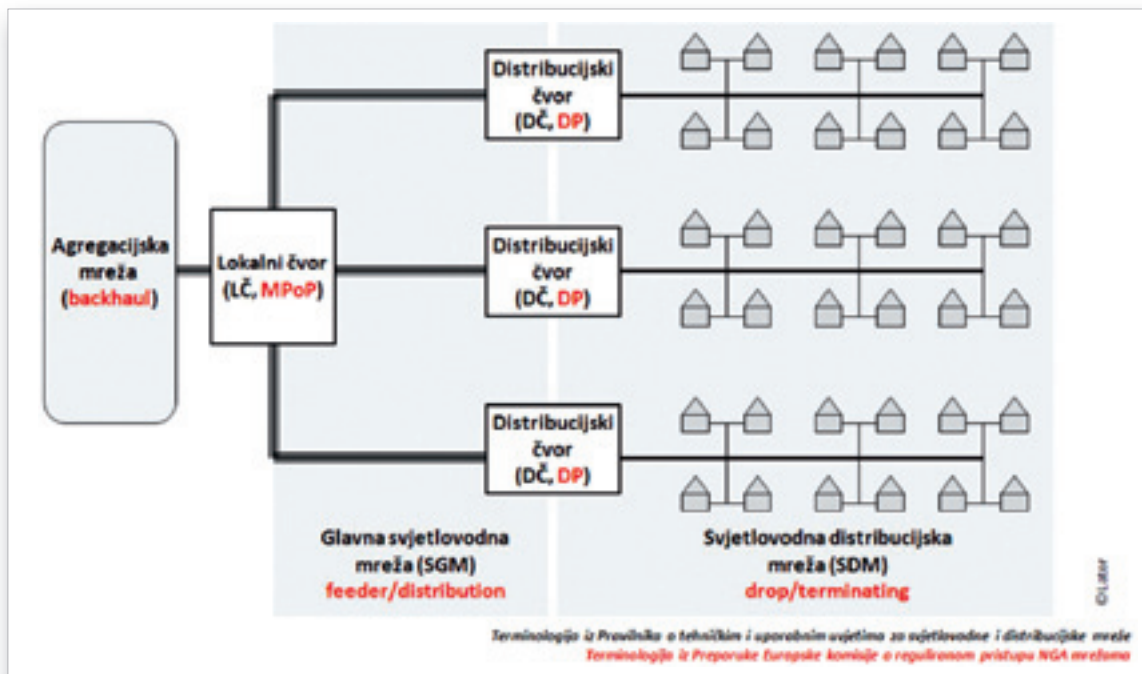 Agregacijska
mreža
(backhaul)
Lokalni čvor
(LČ, MPoP)
Distribucijski
čvor
(DČ, DP)
Distribucijski
čvor
(DČ, DP)
Distribucijski
čvor
(DČ, DP)
Glavna svjetlovodna
mreža (SGM)
feeder/distribution
Svjetlovodna distribucijska
mreža (SDM)
drop/terminating
©Lator
Terminologija iz Pravilnika o tehničkim i uporabnim uvjetima za svjetlovodne i distribucijske mreže
Terminologija iz Preporuke Europske komisije o reguliranom pristupu NGA mrežama